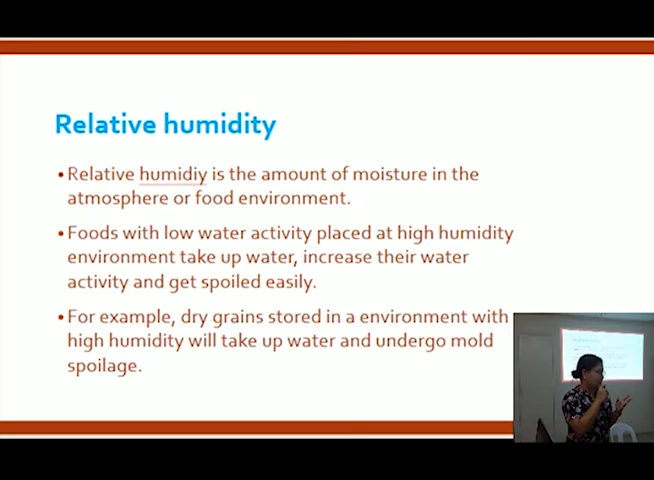 Relative humidity
•Relative humidiy is the amount of moisture in the
atmosphere or food environment.
•Foods with low water activity placed at high humidity
environment take up water, increase their water
activity and get spoiled easily.
•For example, dry grains stored in a environment with
high humidity will take up water and undergo mold
spoilage.